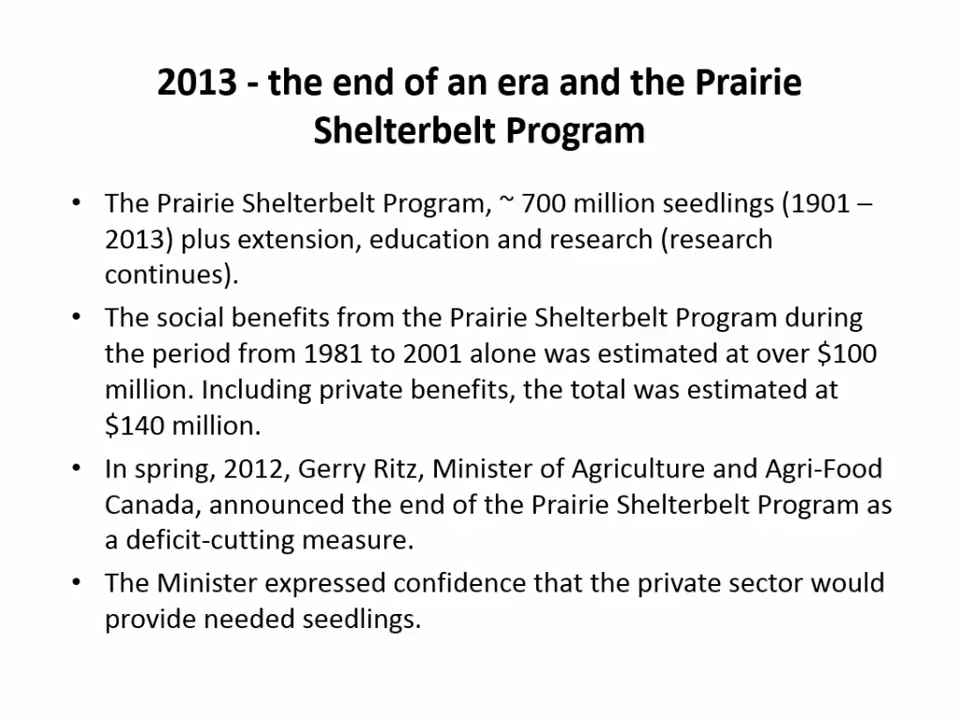 2013 - the end of an era and the Prairie
Shelterbelt Program
• The Prairie Shelterbelt Program, ~ 700 million seedlings (1901 –
2013) plus extension, education and research (research
continues).
• The social benefits from the Prairie Shelterbelt Program during
the period from 1981 to 2001 alone was estimated at over $100
million. Including private benefits, the total was estimated at
$140 million.
• In spring, 2012, Gerry Ritz, Minister of Agriculture and Agri-Food
Canada, announced the end of the Prairie Shelterbelt Program as
a deficit-cutting measure.
• The Minister expressed confidence that the private sector would
provide needed seedlings.